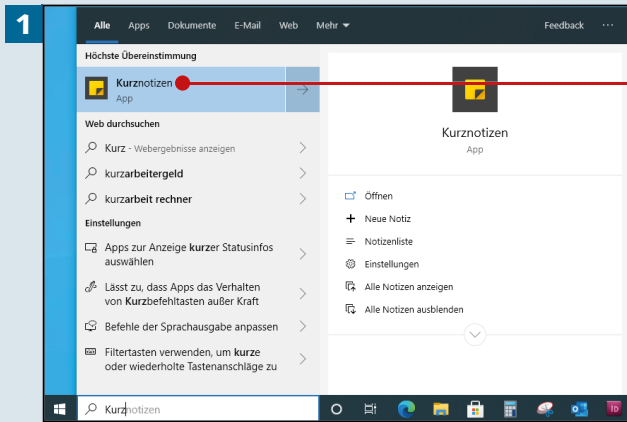 1
Alle Apps Dokumente E-Mail Web Mehr Feedback ...
Höchste Übereinstimmung
Kurznotizen
App
Web durchsuchen
Kurz - Webergebnisse anzeigen
kurzarbeitergeld
kurzarbeit rechner
Einstellungen
Apps zur Anzeige kurzer Statusinfos
auswählen
Lässt zu, dass Apps das Verhalten
von Kurzbefehltasten außer Kraft
Befehle der Sprachausgabe anpassen
Filtertasten verwenden, um kurze
oder wiederholte Tastenanschläge zu
Kurznotizen
App
Öffnen
Neue Notiz
Notizenliste
Einstellungen
Alle Notizen anzeigen
Alle Notizen ausblenden
Kurznotizen
ID